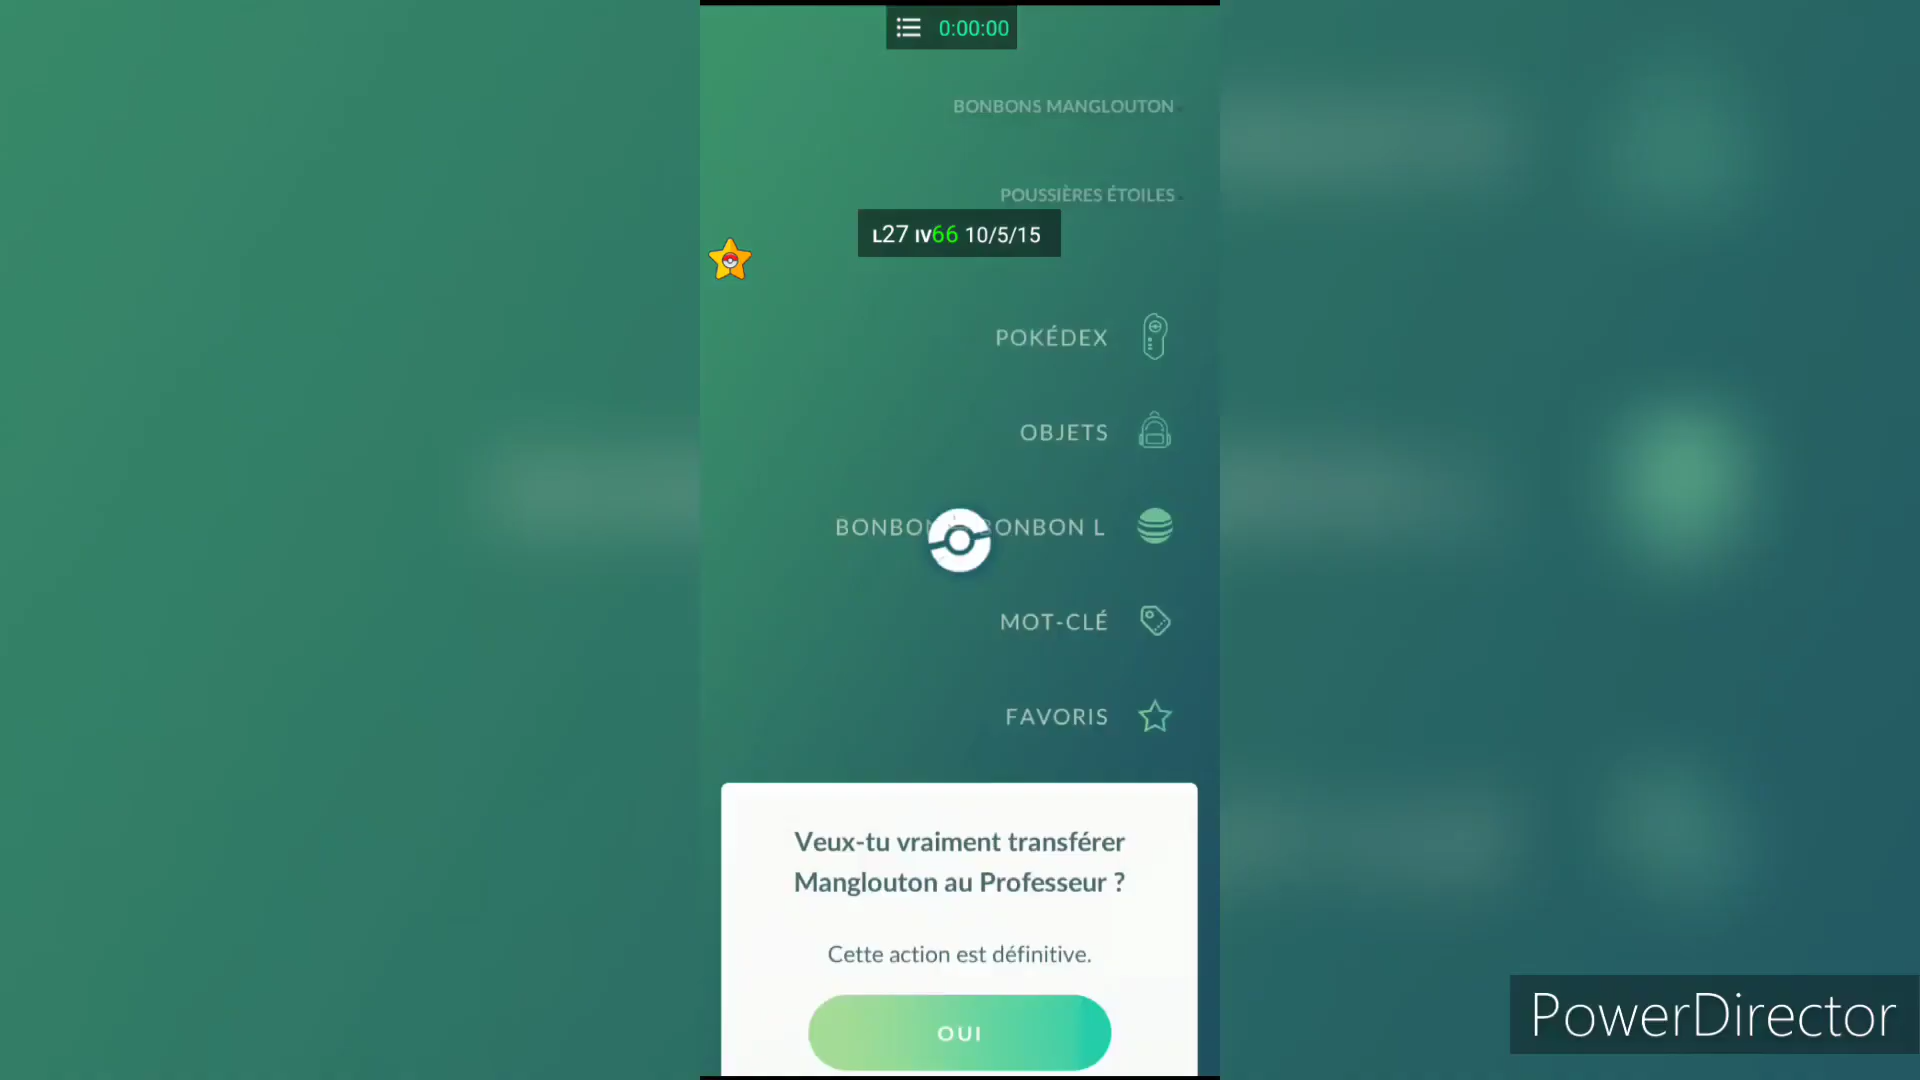 0:00:00
BONBONS MANGLOUTON
POUSSIÈRES ÉTOILES
L27 IV66 10/5/15
POKÉDEX
OBJETS
BONBON L
MOT-CLÉ
FAVORIS
Veux-tu vraiment transférer
Manglouton au Professeur ?
Cette action est définitive.
OUI
PowerDirector